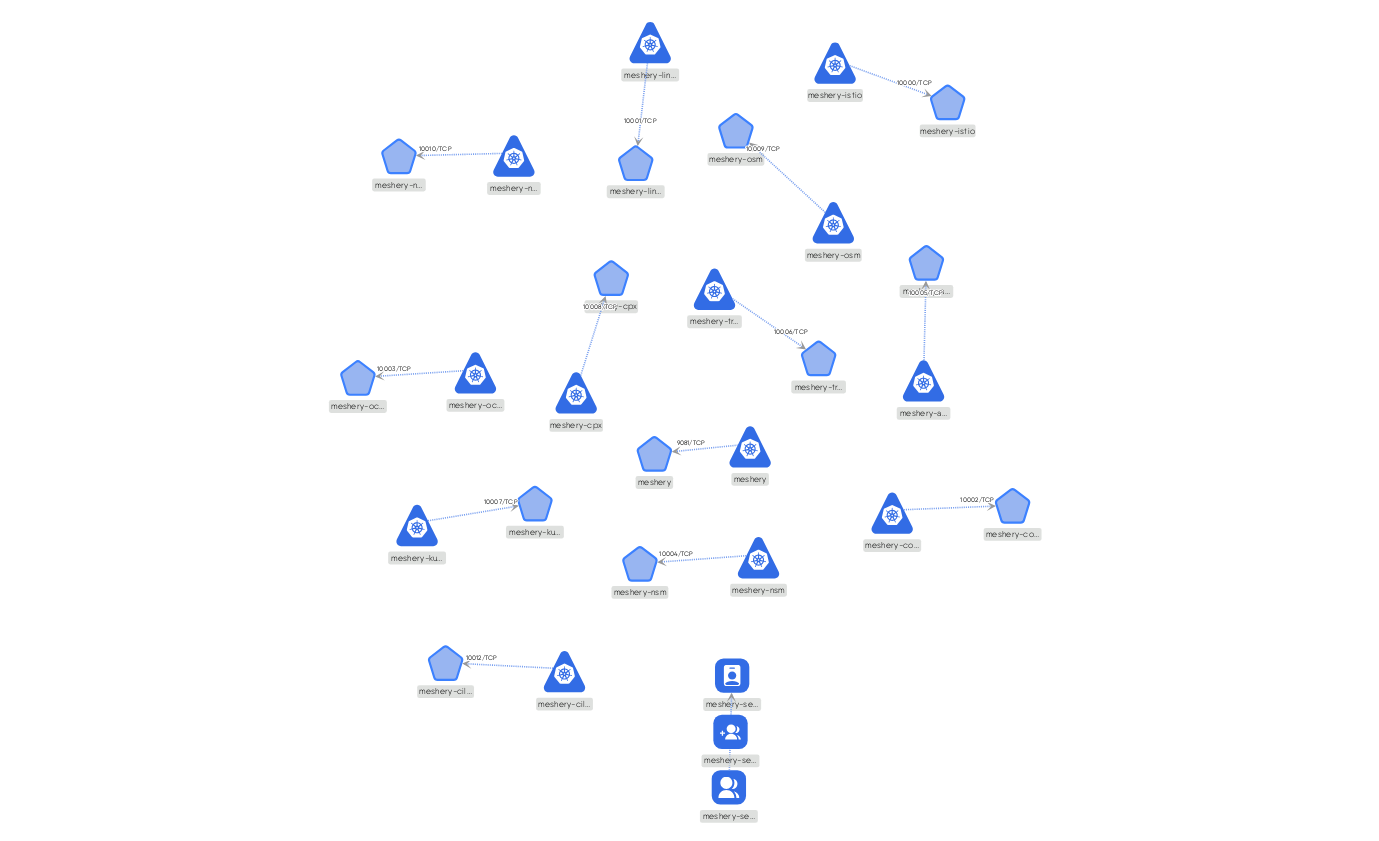 meshery-lin...
10001/TCP
meshery-lin...
meshery-istio
10000/TCP
meshery-istio
10010/TCP
meshery-n...
meshery-n...
10009/TCP
meshery-osm
meshery-osm
10008/TCP
meshery-cpx
meshery-tr...
10006/TCP
meshery-tr...
10005/TCP
meshery-a...
10003/TCP
meshery-oc...
meshery-oc...
9081/TCP
meshery
meshery
10007/TCP
meshery-ku...
meshery-ku...
10002/TCP
meshery-co...
meshery-co...
10004/TCP
meshery-nsm
meshery-nsm
10012/TCP
meshery-cil...
meshery-cil...
meshery-se...
meshery-se...
meshery-se...